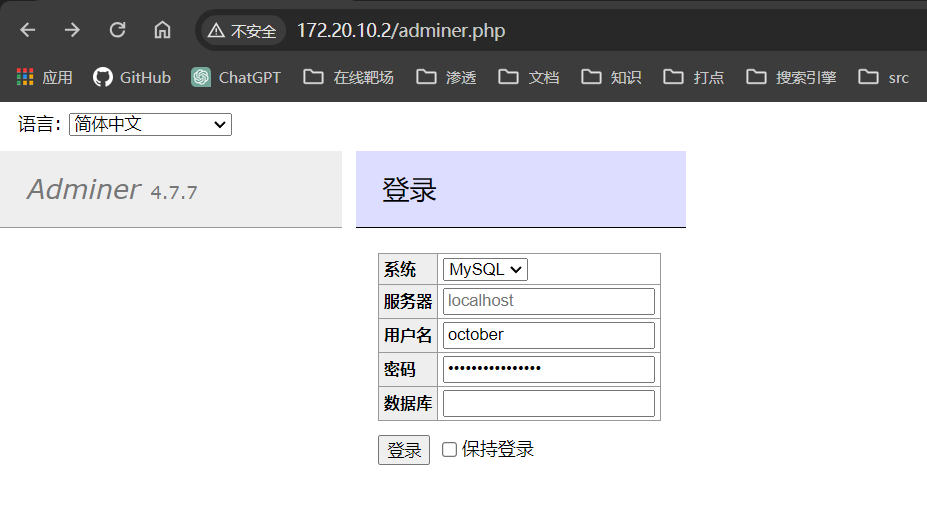 不安全 172.20.10.2/adminer.php
应用 GitHub ChatGPT 在线靶场 渗透 文档 知识 打点 搜索引擎 src
语言: 简体中文
Adminer 4.7.7
登录
系统 MySQL
服务器 localhost
用户名 october
密码 ••••••••••••••••
数据库
登录 保持登录